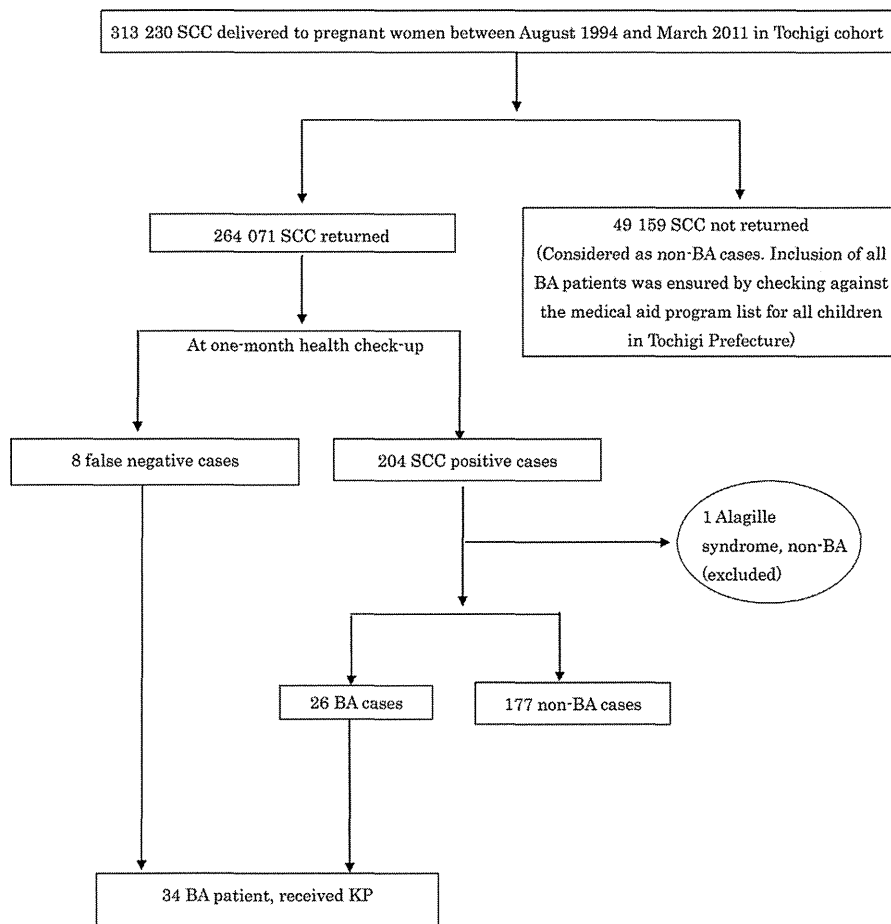 313 230 SCC delivered to pregnant women between August 1994 and March 2011 in Tochigi cohort
264 071 SCC returned
49 159 SCC not returned
(Considered as non-BA cases. Inclusion of all
BA patients was ensured by checking against
the medical aid program list for all children
in Tochigi Prefecture)
At one-month health check-up
8 false negative cases
204 SCC positive cases
1 Alagille
syndrome, non-BA
(excluded)
26 BA cases
177 non-BA cases
34 BA patient, received KP